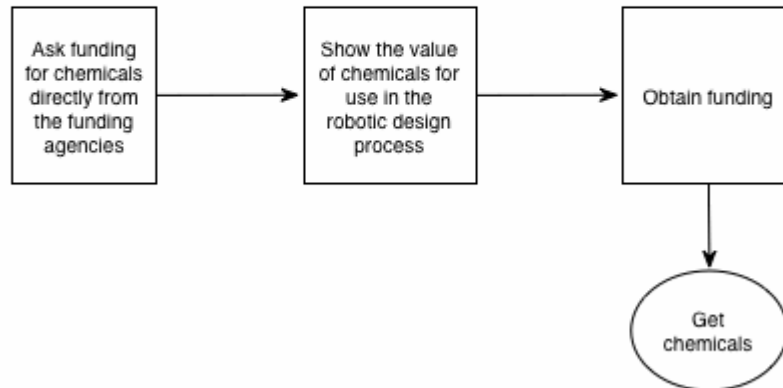 Ask funding
for chemicals
directly from
the funding
agencies
Show the value
of chemicals for
use in the
robotic design
process
Obtain funding
Get
chemicals